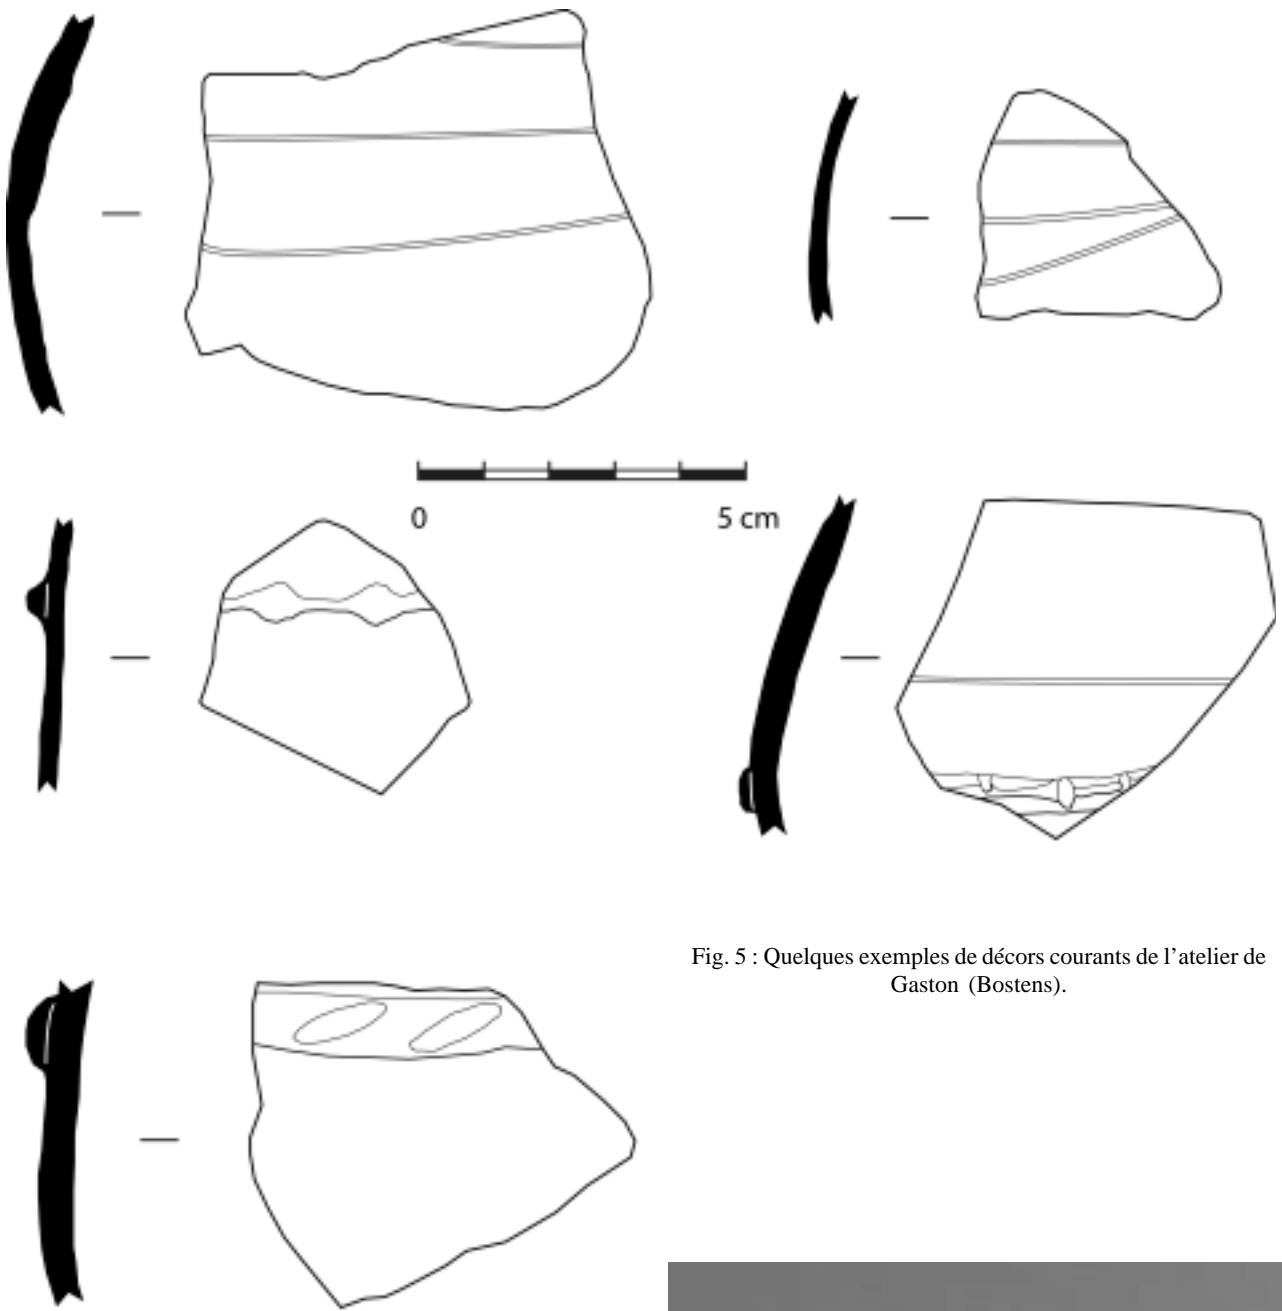 0 5 cm
Fig. 5 : Quelques exemples de décors courants de l'atelier de
Gaston (Bostens).